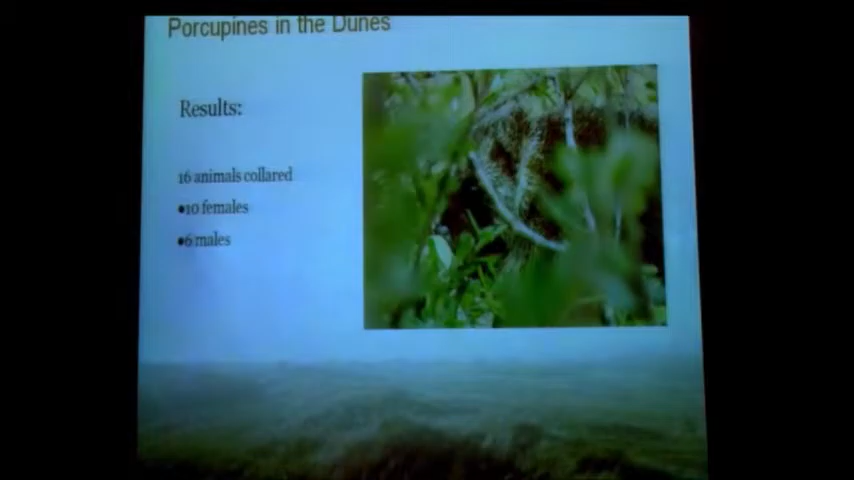 Porcupines in the Dunes
Results:
16 animals collared
•10 females
•6 males